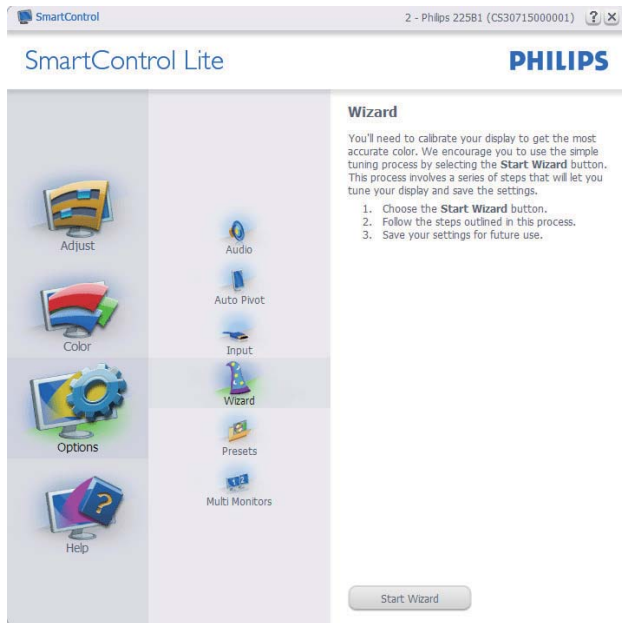 SmartControl
2 - Philips 225B1 (CS30715000001)
?
SmartControl Lite
PHILIPS
Adjust
Color
Options
?
Help
Audio
Auto Pivot
Input
Wizard
Presets
1 2
Multi Monitors
Wizard
You'll need to calibrate your display to get the most
accurate color. We encourage you to use the simple
tuning process by selecting the Start Wizard button.
This process involves a series of steps that will let you
tune your display and save the settings.
1. Choose the Start Wizard button.
2. Follow the steps outlined in this process.
3. Save your settings for future use.
Start Wizard